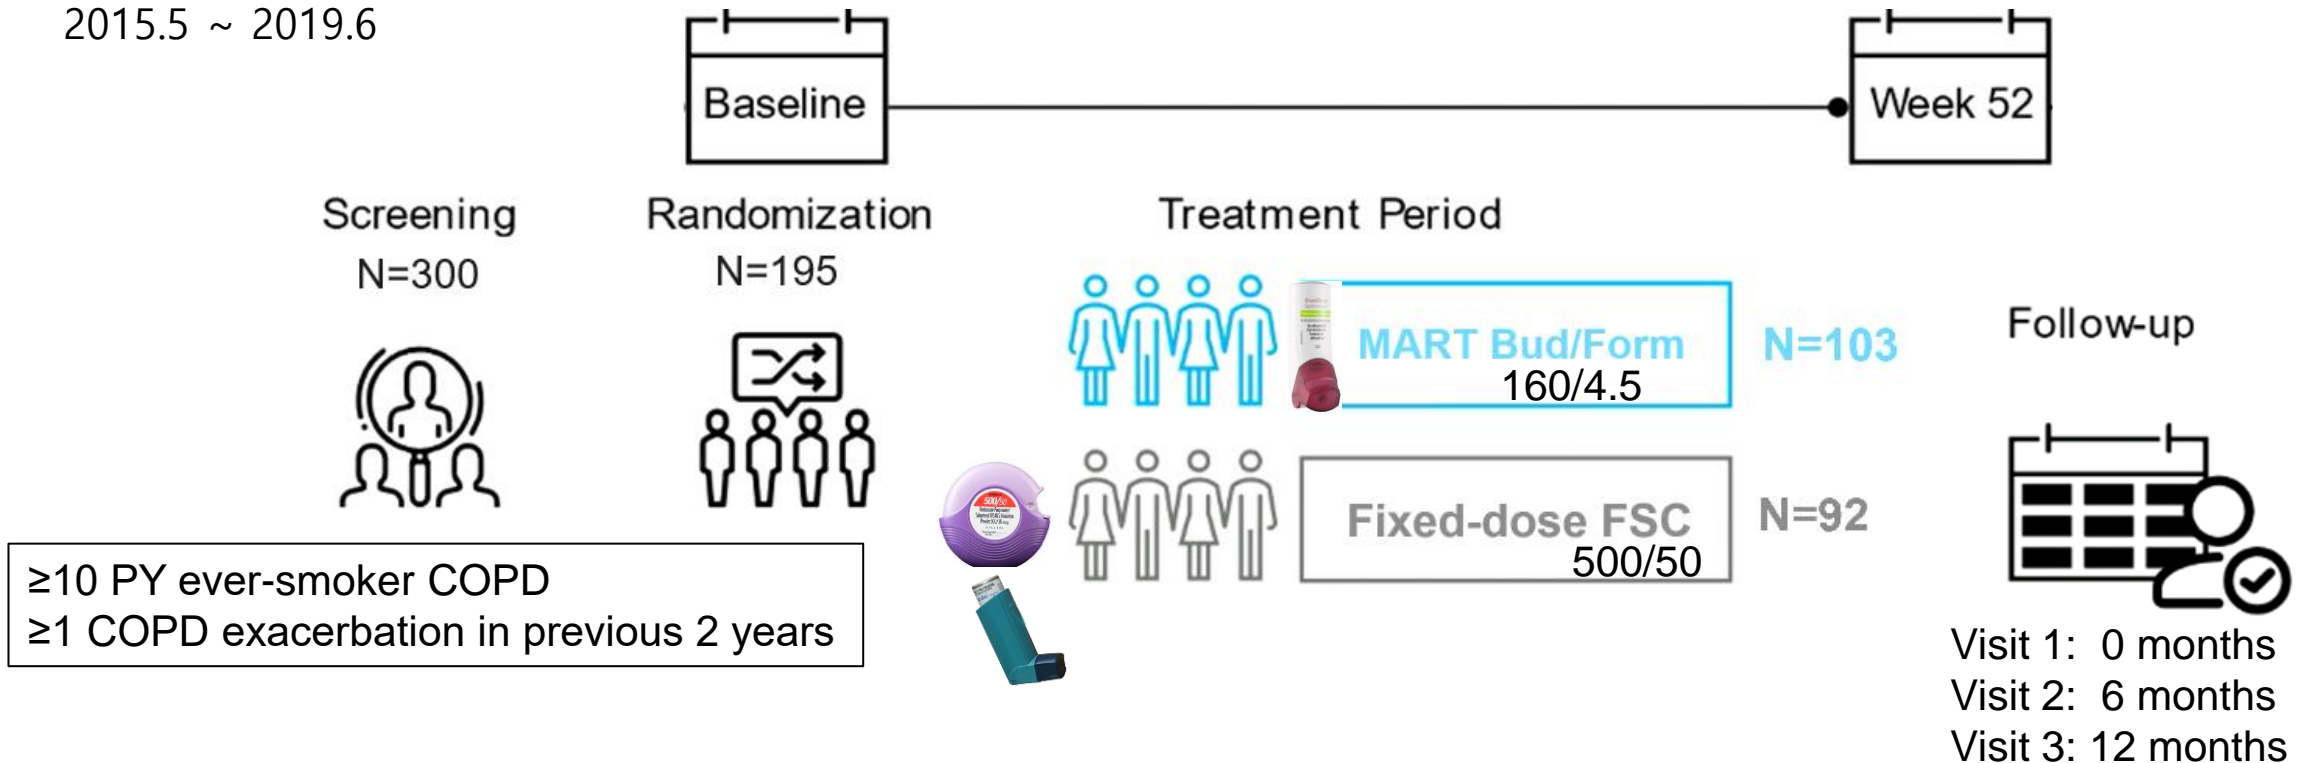 2015.5 ~ 2019.6
Baseline
Week 52
Screening
N=300
Randomization
N=195
Treatment Period
MART Bud/Form
160/4.5
N=103
Fixed-dose FSC
500/50
N=92
500/50
Follow-up
≥10 PY ever-smoker COPD
≥1 COPD exacerbation in previous 2 years
Visit 1: 0 months
Visit 2: 6 months
Visit 3: 12 months